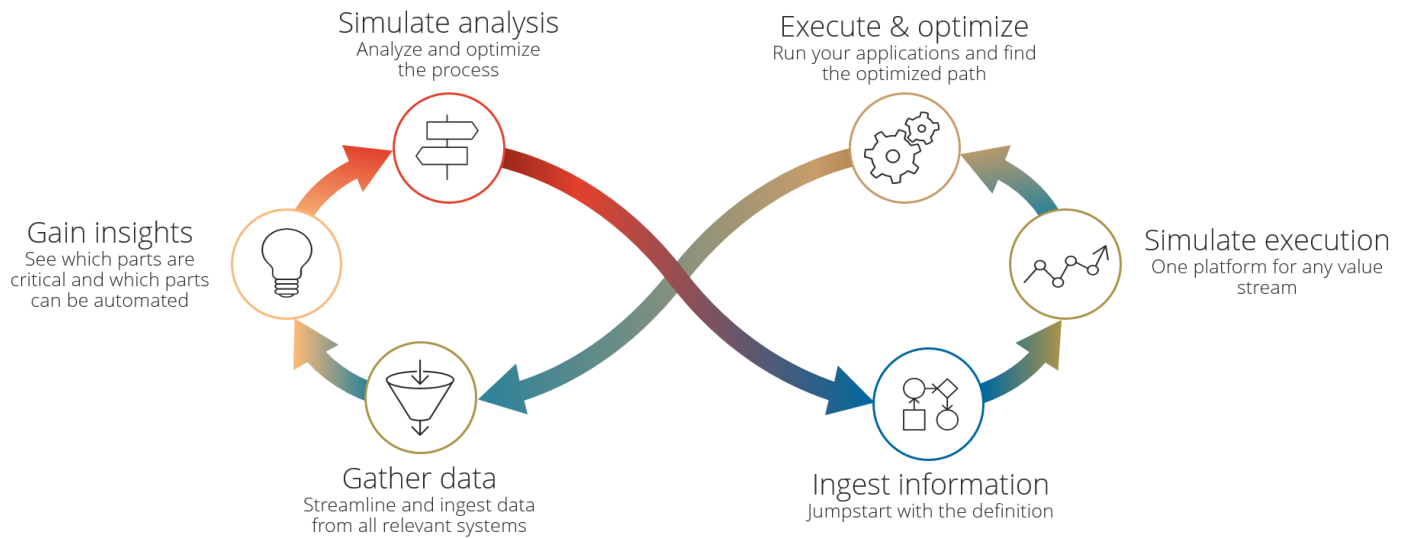 Simulate analysis
Analyze and optimize
the process
Execute & optimize
Run your applications and find
the optimized path
Gain insights
See which parts are
critical and which parts
can be automated
Simulate execution
One platform for any value
stream
Gather data
Streamline and ingest data
from all relevant systems
Ingest information
Jumpstart with the definition